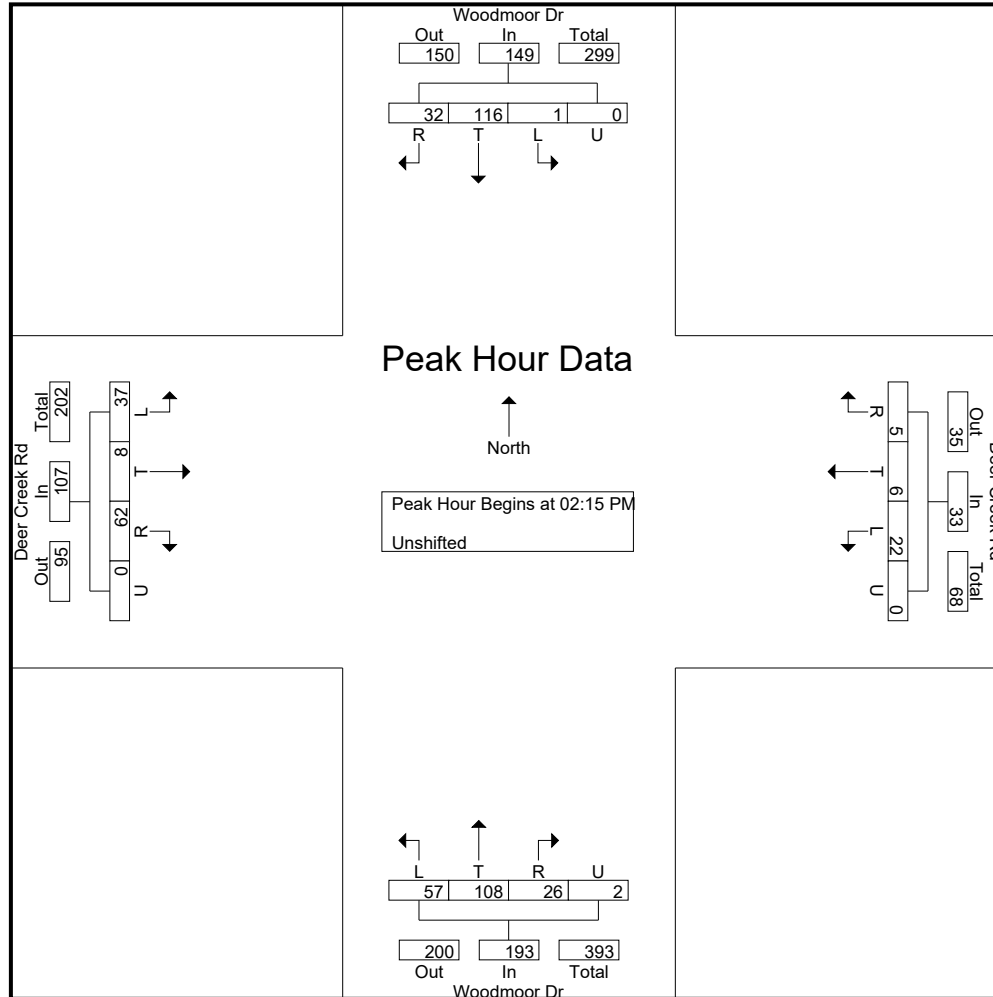 Woodmoor Dr
Out In Total
150 149 299
32 116 1 0
R T L U
Peak Hour Data
North
Peak Hour Begins at 02:15 PM
Unshifted
Deer Creek Rd
Total In Out
202 107 95
37 8 62 0
L T R U
Out In Total
35 33 68
5 6 22 0
R T L U
L T R U
57 108 26 2
200 193 393
Out In Total
Woodmoor Dr